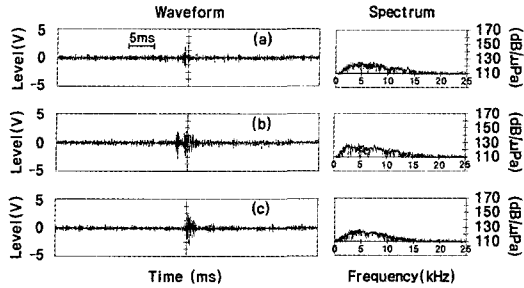 Waveform Spectrum
5 5ms (a) 170
Level(V) 0 150 (dB/μPa)
130
-5 110
0 5 10 15 20 25
5 (b) 170
Level(V) 0 150 (dB/μPa)
130
-5 110
0 5 10 15 20 25
5 (c) 170
Level(V) 0 150 (dB/μPa)
130
-5 110
0 5 10 15 20 25
Time (ms) Frequency(kHz)